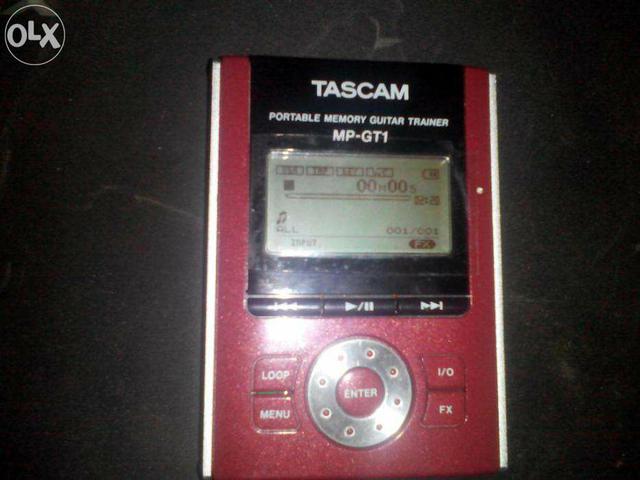 OLX
TASCAM
PORTABLE MEMORY GUITAR TRAINER
MP-GT1
00M00S
ALL 001/001
INPUT FX
LOOP I/O
ENTER
MENU FX